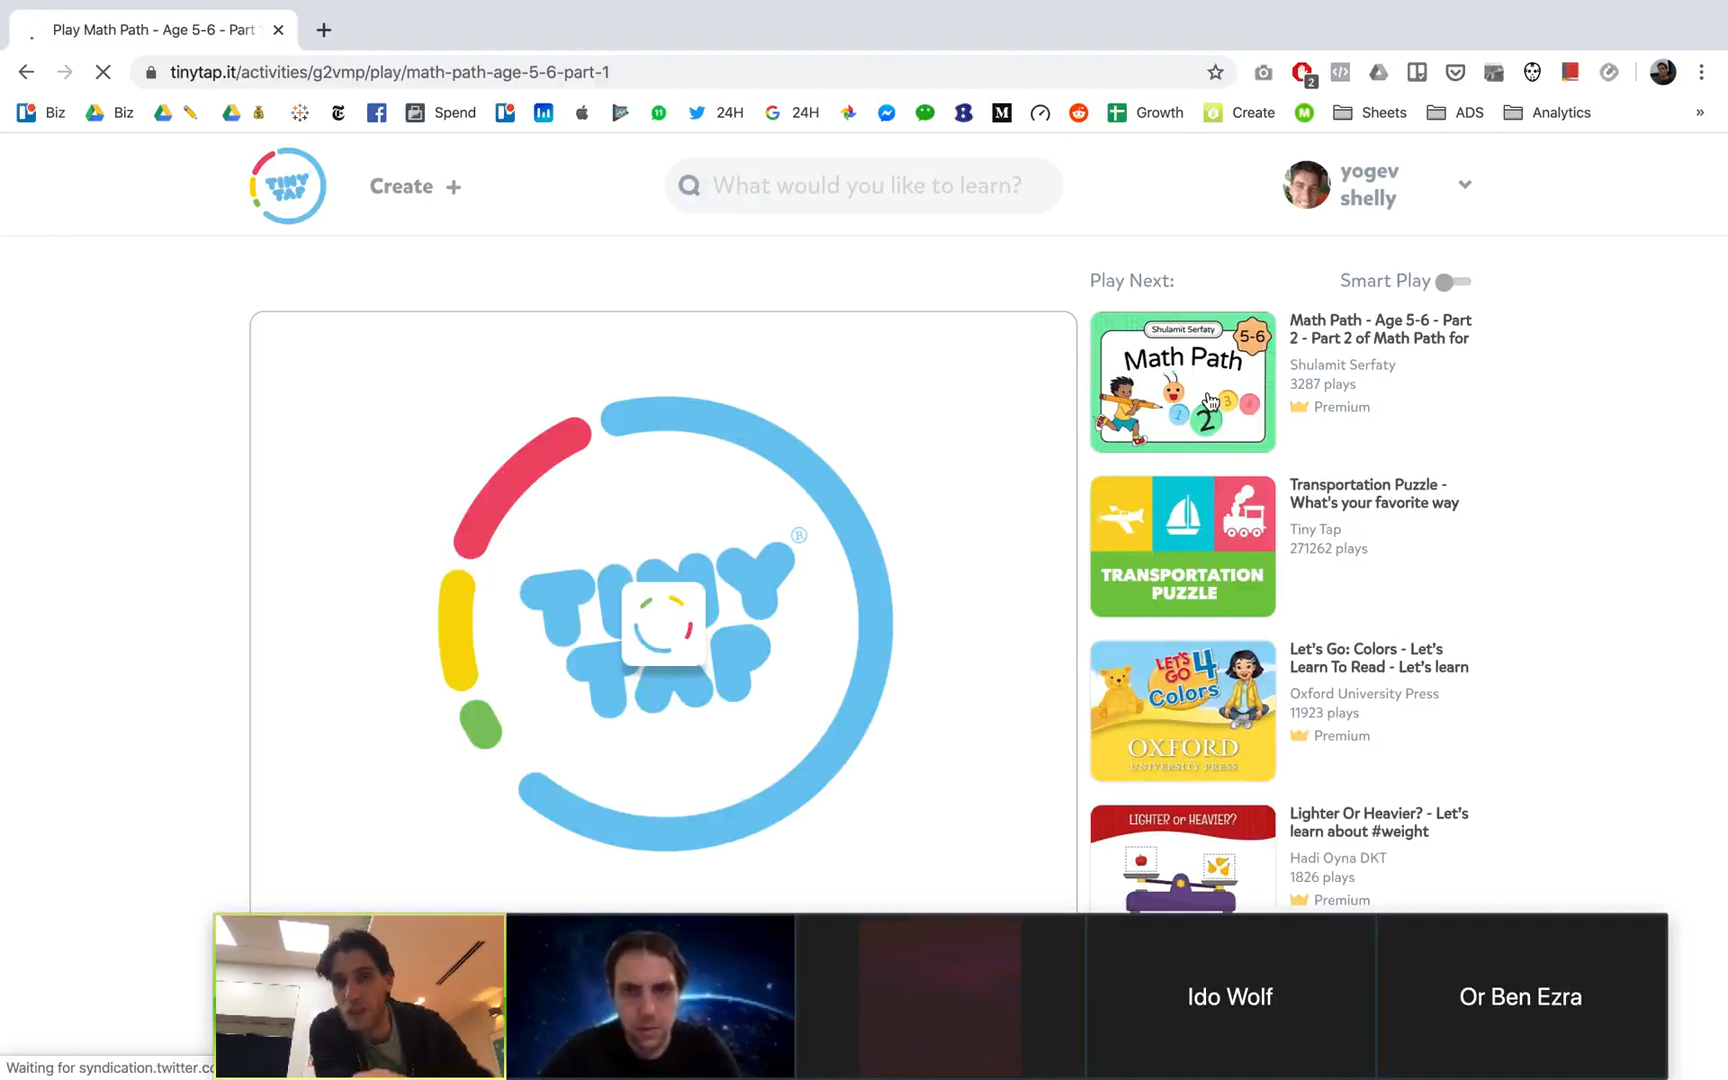 Play Math Path - Age 5-6 - Part
tinytap.it/activities/g2vmp/play/math-path-age-5-6-part-1
2
Biz
Biz
Spend
11
24H
24H
M
Growth
Create
M
Sheets
ADS
Analytics
»
TINY TAP
Create +
What would you like to learn?
yogev
shelly
Play Next:
Smart Play
TINY
TAP
®
Shulamit Serfaty
5-6
Math Path
1 2 3
Math Path - Age 5-6 - Part
2 - Part 2 of Math Path for
Shulamit Serfaty
3287 plays
Premium
TRANSPORTATION
PUZZLE
Transportation Puzzle -
What's your favorite way
Tiny Tap
271262 plays
LET'S
GO 4
Colors
OXFORD
UNIVERSITY PRESS
Let's Go: Colors - Let's
Learn To Read - Let's learn
Oxford University Press
11923 plays
Premium
LIGHTER OR HEAVIER?
Lighter Or Heavier? - Let's
learn about #weight
Hadi Oyna DKT
1826 plays
Premium
Ido Wolf
Or Ben Ezra
Waiting for syndication.twitter.co